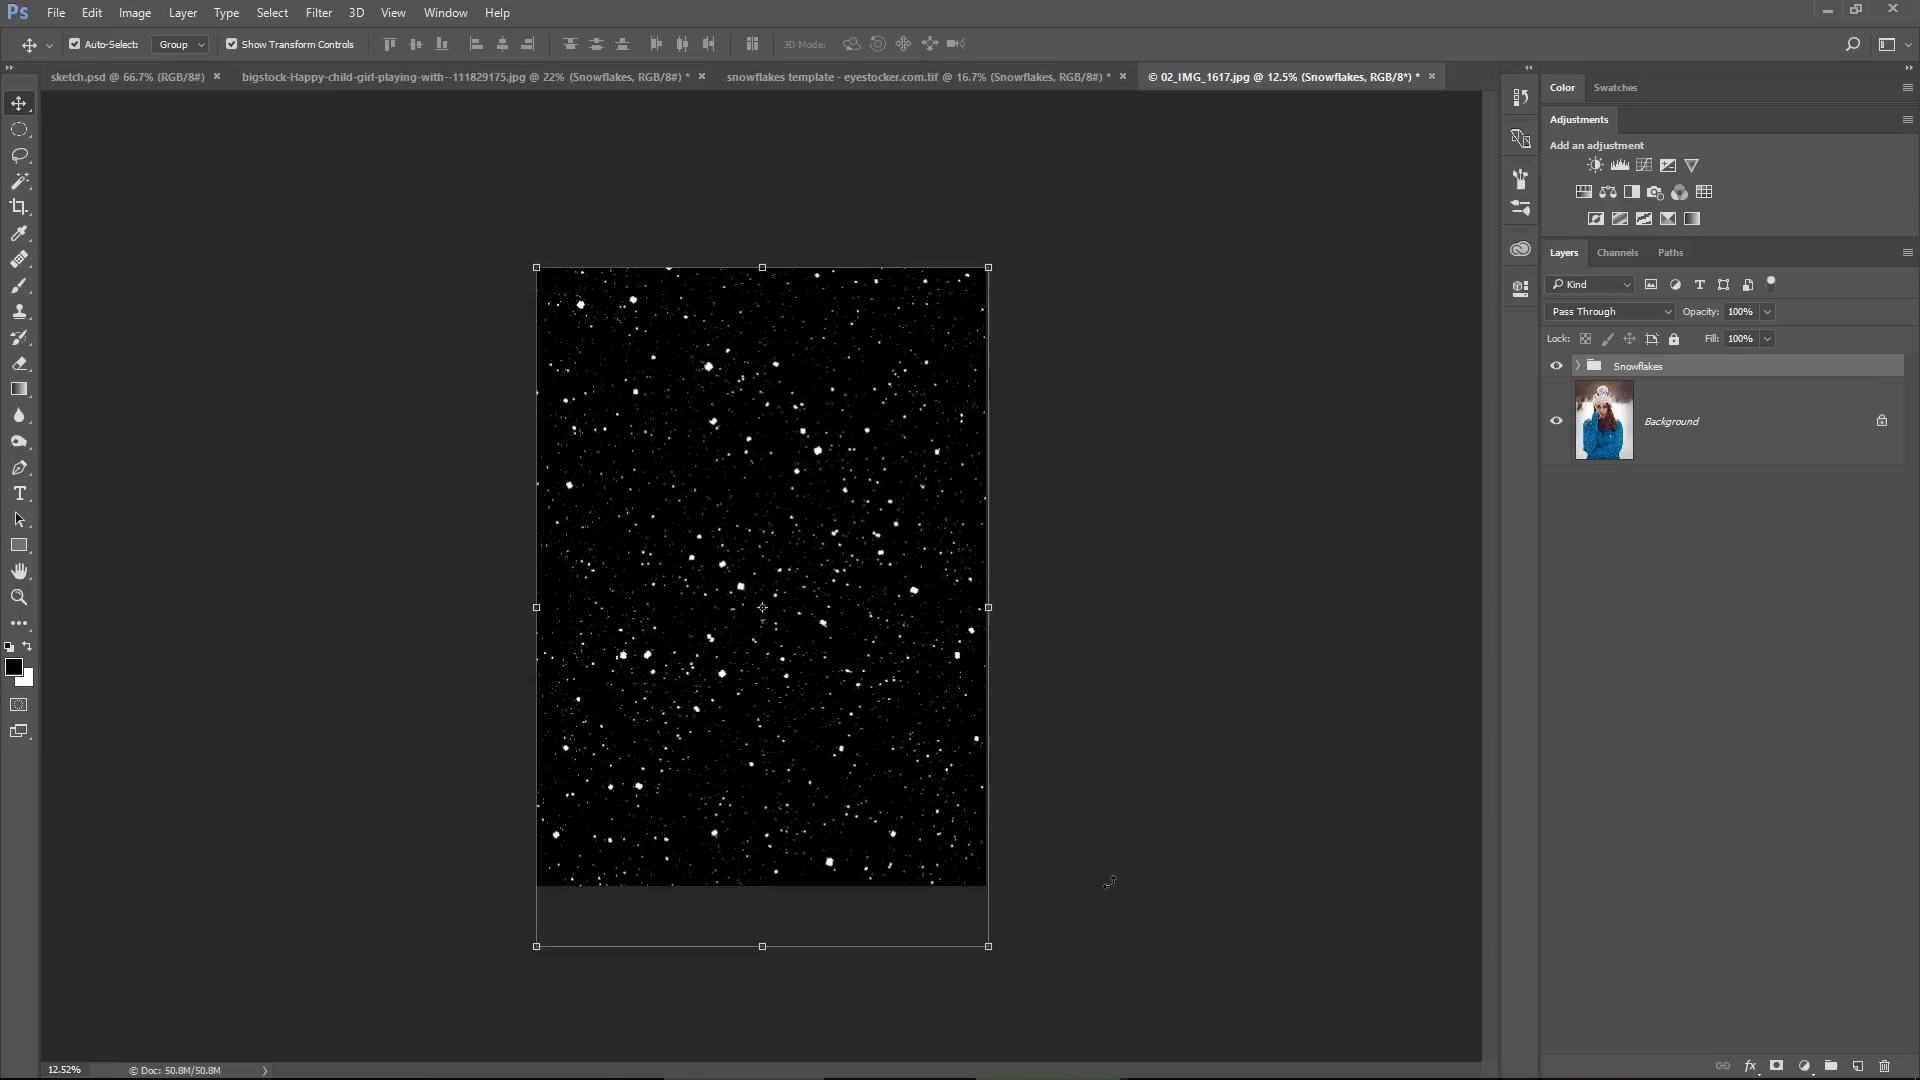 Ps File Edit Image Layer Type Select Filter 3D View Window Help
Auto-Select: Group Show Transform Controls 3D Mode:
sketch.psd @ 66.7% (RGB/8#) × bigstock-Happy-child-girl-playing-with--111829175.jpg @ 22% (Snowflakes, RGB/8#) * × snowflakes template - eyestocker.com.tif @ 16.7% (Snowflakes, RGB/8#) * × © 02_IMG_1617.jpg @ 12.5% (Snowflakes, RGB/8*) * ×
Color Swatches
Adjustments
Add an adjustment
Layers Channels Paths
Kind
Pass Through Opacity: 100%
Lock: Fill: 100%
Snowflakes
Background
12.52% © Doc: 50.8M/50.8M